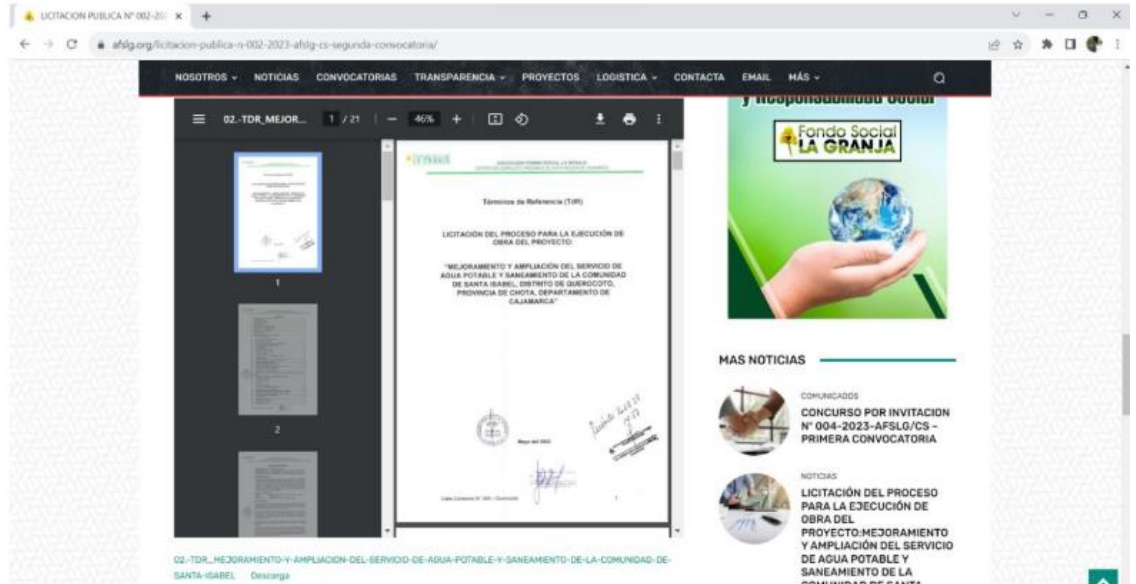 LICITACION PUBLICA N° 002-202
afslg.org/licitacion-publica-n-002-2023-afslg-cs-segunda-convocatoria/
NOSOTROS NOTICIAS CONVOCATORIAS TRANSPARENCIA PROYECTOS LOGISTICA CONTACTA EMAIL MÁS
02.-TDR_MEJOR... 1 / 21 46%
Términos de Referencia (TdR)
LICITACIÓN DEL PROCESO PARA LA EJECUCIÓN DE
OBRA DEL PROYECTO:
"MEJORAMIENTO Y AMPLIACIÓN DEL SERVICIO DE
AGUA POTABLE Y SANEAMIENTO DE LA COMUNIDAD
DE SANTA ISABEL, DISTRITO DE QUEROCOTO,
PROVINCIA DE CHOTA, DEPARTAMENTO DE
CAJAMARCA"
1
2
y Responsabilidad Social
Fondo Social
LA GRANJA
MAS NOTICIAS
COMUNICADOS
CONCURSO POR INVITACION
N° 004-2023-AFSLG/CS –
PRIMERA CONVOCATORIA
NOTICIAS
LICITACIÓN DEL PROCESO
PARA LA EJECUCIÓN DE
OBRA DEL
PROYECTO:MEJORAMIENTO
Y AMPLIACIÓN DEL SERVICIO
DE AGUA POTABLE Y
SANEAMIENTO DE LA
COMUNIDAD DE SANTA
02.-TDR_MEJORAMIENTO-Y-AMPLIACION-DEL-SERVICIO-DE-AGUA-POTABLE-Y-SANEAMIENTO-DE-LA-COMUNIDAD-DE-
SANTA-ISABEL Descarga